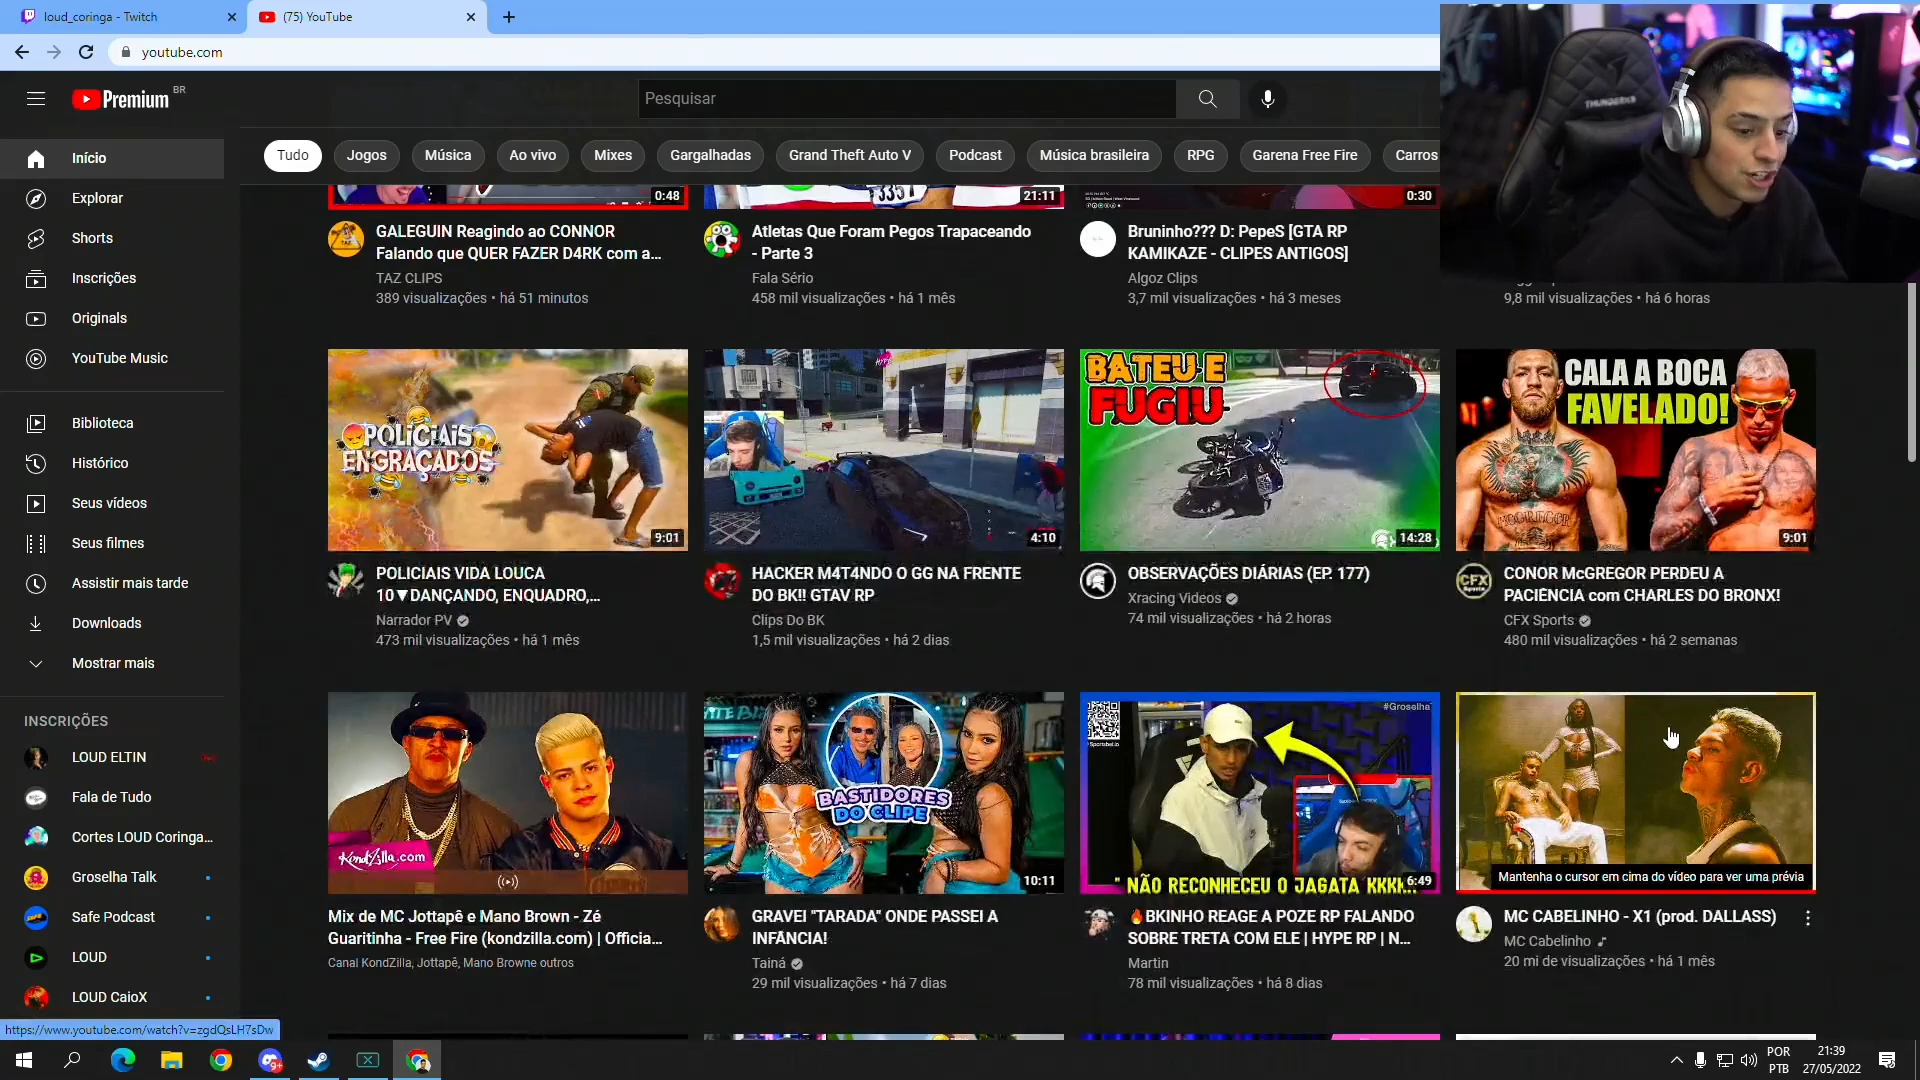 loud_coringa - Twitch
(75) YouTube
youtube.com
Premium BR
Pesquisar
THUNDERX3
Tudo
Jogos
Música
Ao vivo
Mixes
Gargalhadas
Grand Theft Auto V
Podcast
Música brasileira
RPG
Garena Free Fire
Carros
Início
Explorar
Shorts
Inscrições
Originals
YouTube Music
Biblioteca
Histórico
Seus vídeos
Seus filmes
Assistir mais tarde
Downloads
Mostrar mais
INSCRIÇÕES
LOUD ELTIN
Fala de Tudo
Cortes LOUD Coringa...
Groselha Talk
Safe Podcast
LOUD
LOUD CaioX
0:48
21:11
0:30
GALEGUIN Reagindo ao CONNOR
Falando que QUER FAZER D4RK com a...
TAZ CLIPS
389 visualizações • há 51 minutos
Atletas Que Foram Pegos Trapaceando
- Parte 3
Fala Sério
458 mil visualizações • há 1 mês
Bruninho??? D: PepeS [GTA RP
KAMIKAZE - CLIPES ANTIGOS]
Algoz Clips
3,7 mil visualizações • há 3 meses
9,8 mil visualizações • há 6 horas
POLICIAIS
ENGRAÇADOS
9:01
HYPE
4:10
BATEU E
FUGIU
14:28
CALA A BOCA
FAVELADO!
MCGREGOR
9:01
POLICIAIS VIDA LOUCA
10▼DANÇANDO, ENQUADRO,...
Narrador PV
473 mil visualizações • há 1 mês
HACKER M4T4NDO O GG NA FRENTE
DO BK!! GTAV RP
Clips Do BK
1,5 mil visualizações • há 2 dias
OBSERVAÇÕES DIÁRIAS (EP. 177)
Xracing Videos
74 mil visualizações • há 2 horas
CFX
Sports
CONOR McGREGOR PERDEU A
PACIÊNCIA com CHARLES DO BRONX!
CFX Sports
480 mil visualizações • há 2 semanas
KondZilla.com
BASTIDORES
DO CLIPE
10:11
#Groselha
" NÃO RECONHECEU O JAGATA KKKK"
6:49
Mantenha o cursor em cima do vídeo para ver uma prévia
Mix de MC Jottapê e Mano Brown - Zé
Guaritinha - Free Fire (kondzilla.com) | Officia...
Canal KondZilla, Jottapê, Mano Browne outros
GRAVEI "TARADA" ONDE PASSEI A
INFÂNCIA!
Tainá
29 mil visualizações • há 7 dias
🔥BKINHO REAGE A POZE RP FALANDO
SOBRE TRETA COM ELE | HYPE RP | N...
Martin
78 mil visualizações • há 8 dias
MC CABELINHO - X1 (prod. DALLASS)
MC Cabelinho
20 mi de visualizações • há 1 mês
https://www.youtube.com/watch?v=zgdQsLH7sDw
9+
POR
PTB
21:39
27/05/2022